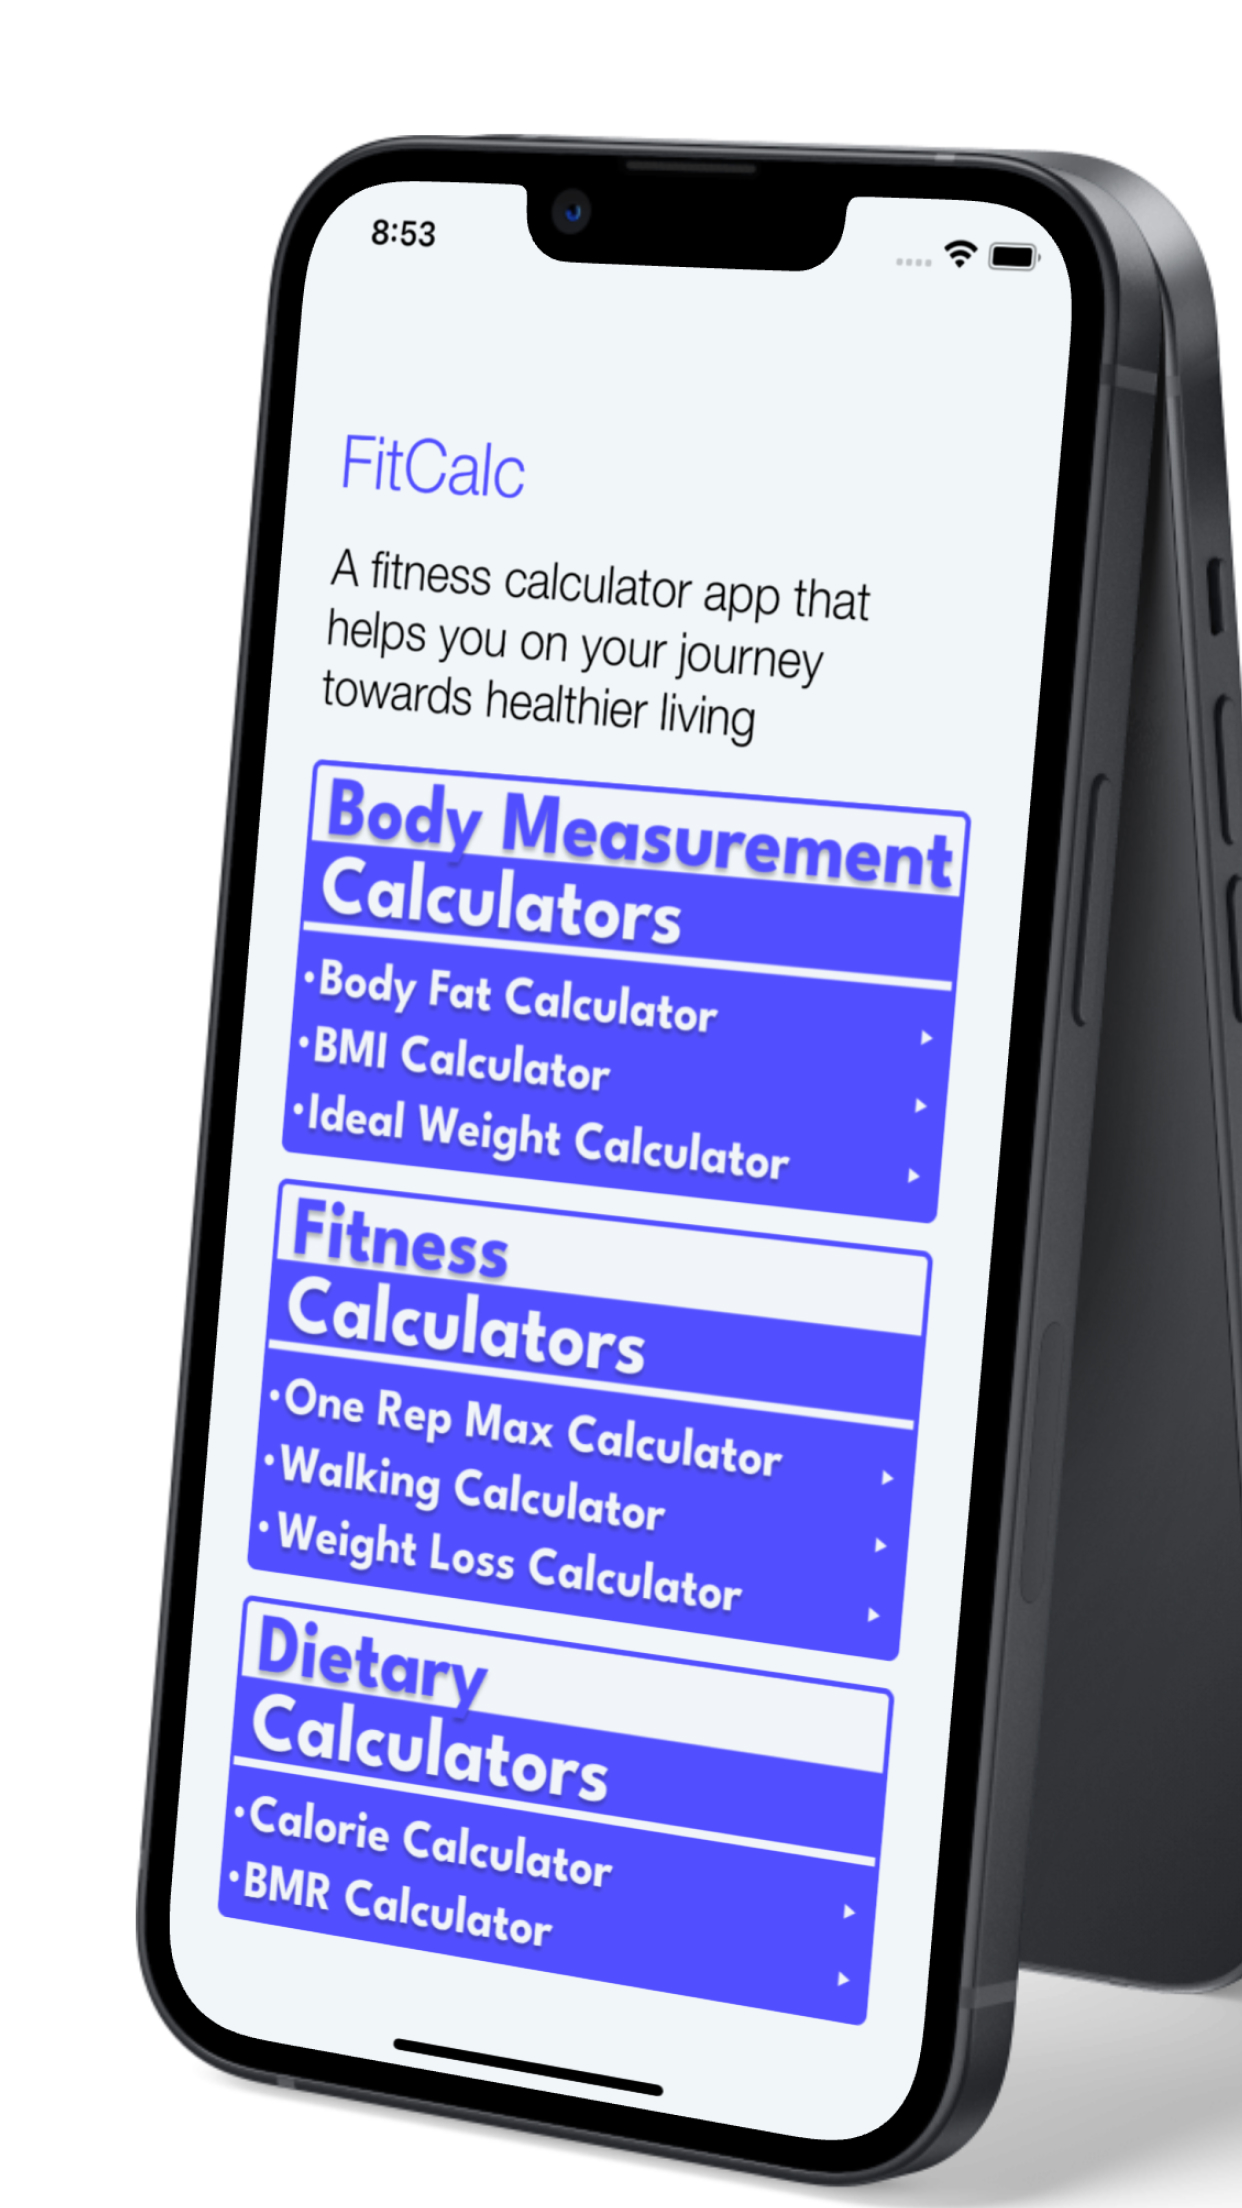 8:53
FitCalc
A fitness calculator app that
helps you on your journey
towards healthier living
Body Measurement
Calculators
•Body Fat Calculator
•BMI Calculator
•Ideal Weight Calculator
Fitness
Calculators
•One Rep Max Calculator
•Walking Calculator
•Weight Loss Calculator
Dietary
Calculators
•Calorie Calculator
•BMR Calculator